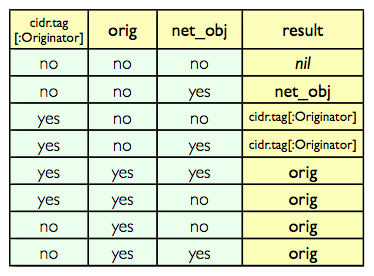 cidr.tag [:Originator] orig net_obj result
no no no nil
no no yes net_obj
yes no no cidr.tag[:Originator]
yes no yes cidr.tag[:Originator]
yes yes yes orig
yes yes no orig
no yes no orig
no yes yes orig